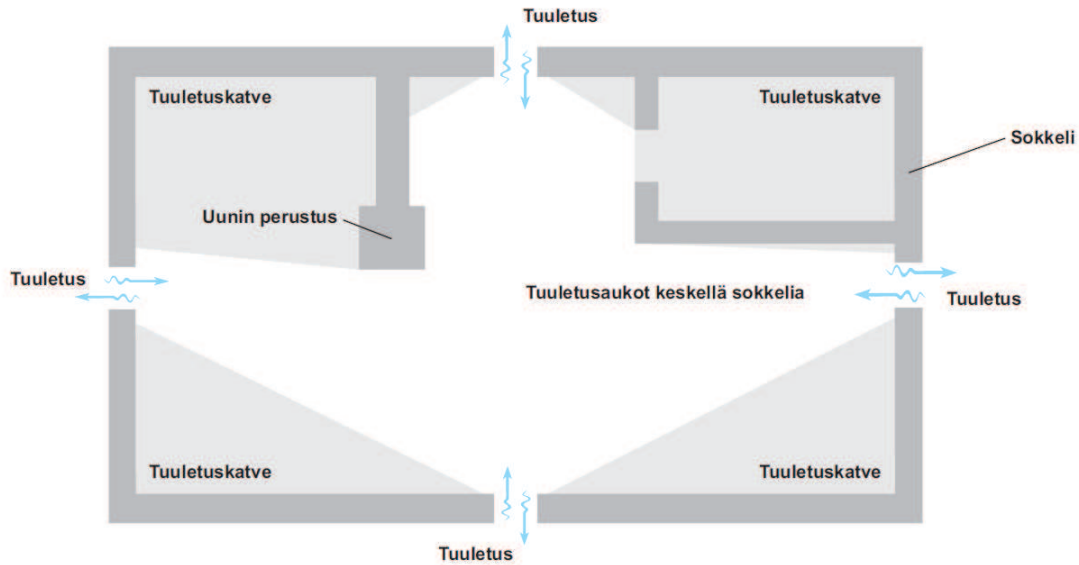 Tuuletus
Tuuletuskatve
Tuuletuskatve
Sokkeli
Uunin perustus
Tuuletus
Tuuletusaukot keskellä sokkelia
Tuuletus
Tuuletuskatve
Tuuletuskatve
Tuuletus